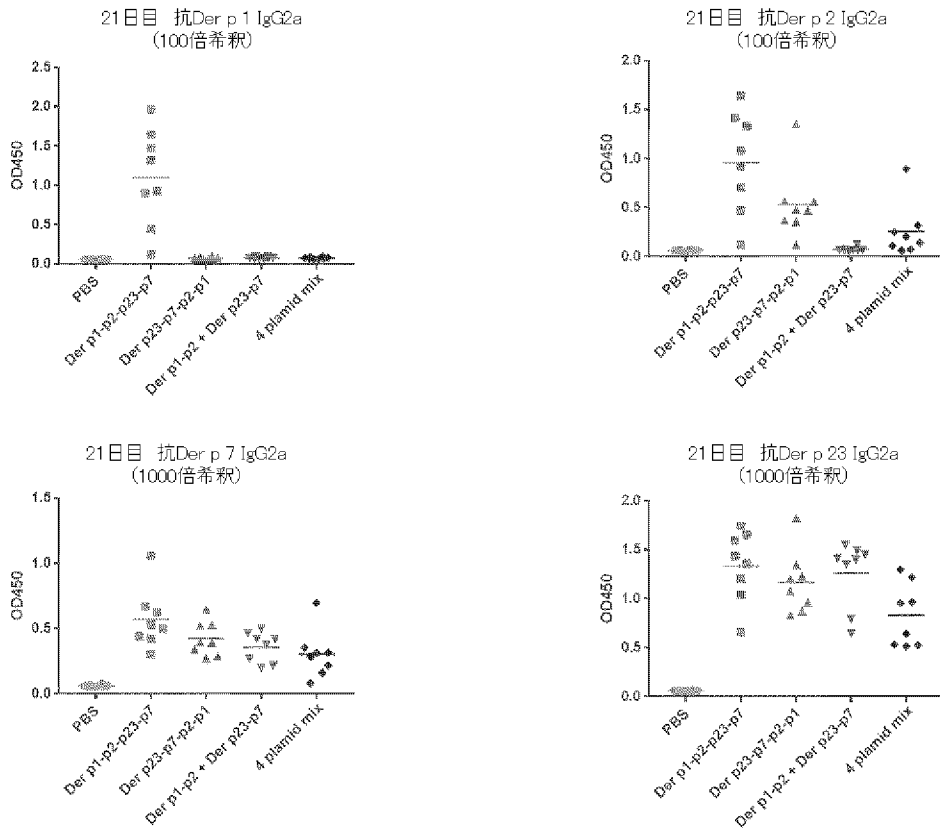 21日目 抗Der p 1 IgG2a
(100倍希釈)
2.5
2.0
1.5
1.0
0.5
0.0
OD450
PBS
Der p1-p2-p23-p7
Der p23-p7-p2-p1
Der p1-p2 + Der p23-p7
4 plamid mix
21日目 抗Der p 2 IgG2a
(100倍希釈)
2.0
1.5
1.0
0.5
0.0
OD450
PBS
Der p1-p2-p23-p7
Der p23-p7-p2-p1
Der p1-p2 + Der p23-p7
4 plamid mix
21日目 抗Der p 7 IgG2a
(1000倍希釈)
1.5
1.0
0.5
0.0
OD450
PBS
Der p1-p2-p23-p7
Der p23-p7-p2-p1
Der p1-p2 + Der p23-p7
4 plamid mix
21日目 抗Der p 23 IgG2a
(1000倍希釈)
2.0
1.5
1.0
0.5
0.0
OD450
PBS
Der p1-p2-p23-p7
Der p23-p7-p2-p1
Der p1-p2 + Der p23-p7
4 plamid mix